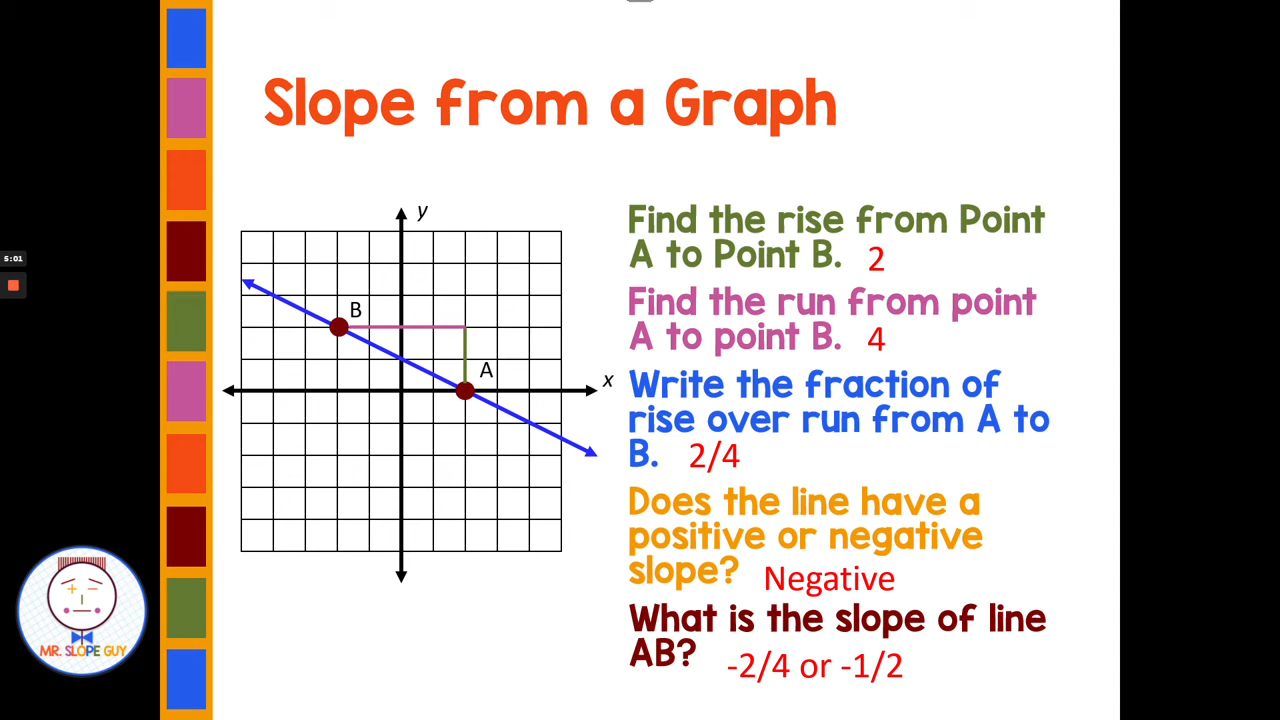 Slope from a Graph
5:01
y
B
A
x
Find the rise from Point
A to Point B. 2
Find the run from point
A to point B. 4
Write the fraction of
rise over run from A to
B. 2/4
Does the line have a
positive or negative
slope? Negative
What is the slope of line
AB? -2/4 or -1/2
MR. SLOPE GUY